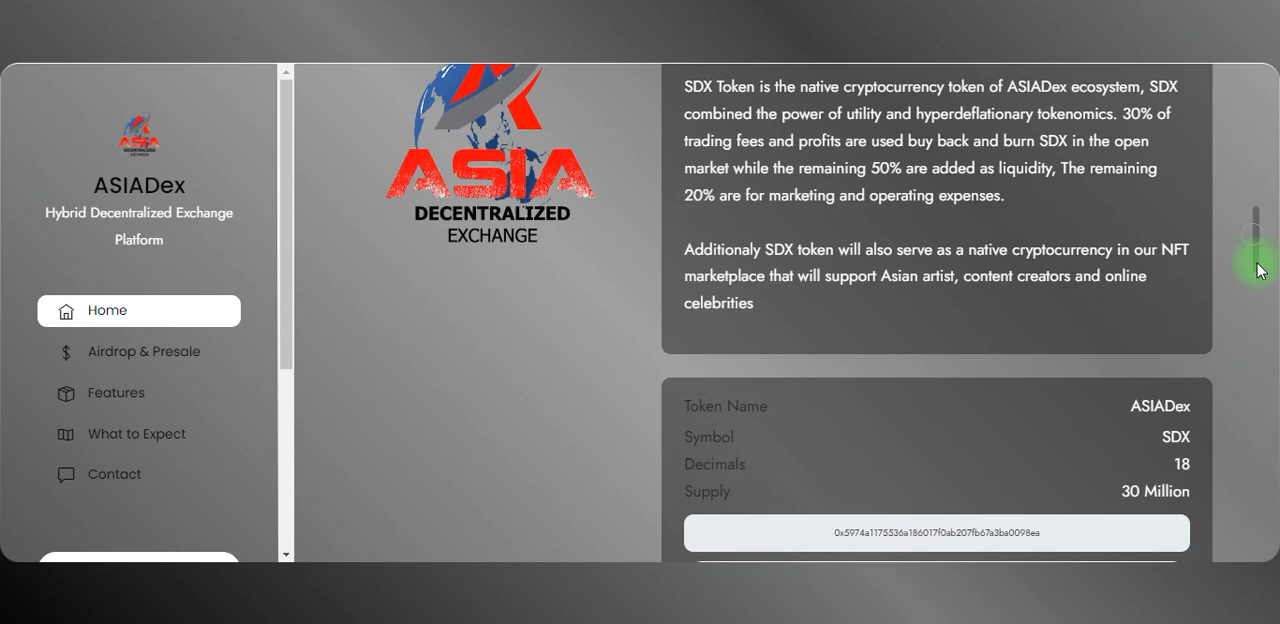 ASIA
DECENTRALIZED
EXCHANGE
ASIADex
Hybrid Decentralized Exchange
Platform
Home
Airdrop & Presale
Features
What to Expect
Contact
ASIA
DECENTRALIZED
EXCHANGE
SDX Token is the native cryptocurrency token of ASIADex ecosystem, SDX
combined the power of utility and hyperdeflationary tokenomics. 30% of
trading fees and profits are used buy back and burn SDX in the open
market while the remaining 50% are added as liquidity, The remaining
20% are for marketing and operating expenses.
Additionaly SDX token will also serve as a native cryptocurrency in our NFT
marketplace that will support Asian artist, content creators and online
celebrities
Token Name ASIADex
Symbol SDX
Decimals 18
Supply 30 Million
0x5974a1175536a186017f0ab207fb67a3ba0098ea